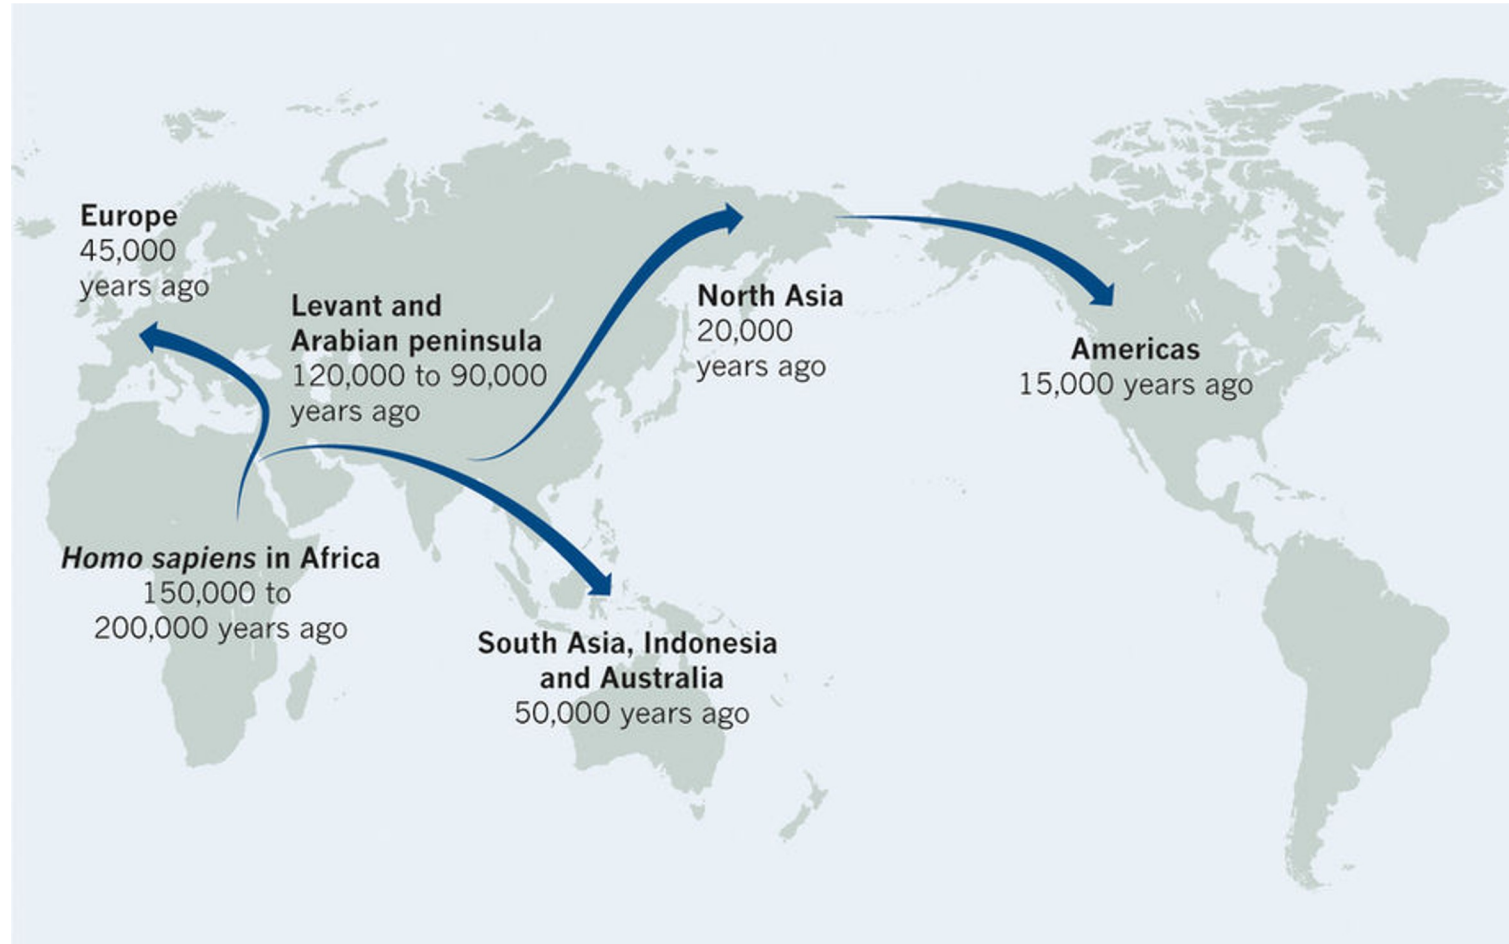 Europe
45,000
years ago
Levant and
Arabian peninsula
120,000 to 90,000
years ago
North Asia
20,000
years ago
Americas
15,000 years ago
Homo sapiens in Africa
150,000 to
200,000 years ago
South Asia, Indonesia
and Australia
50,000 years ago